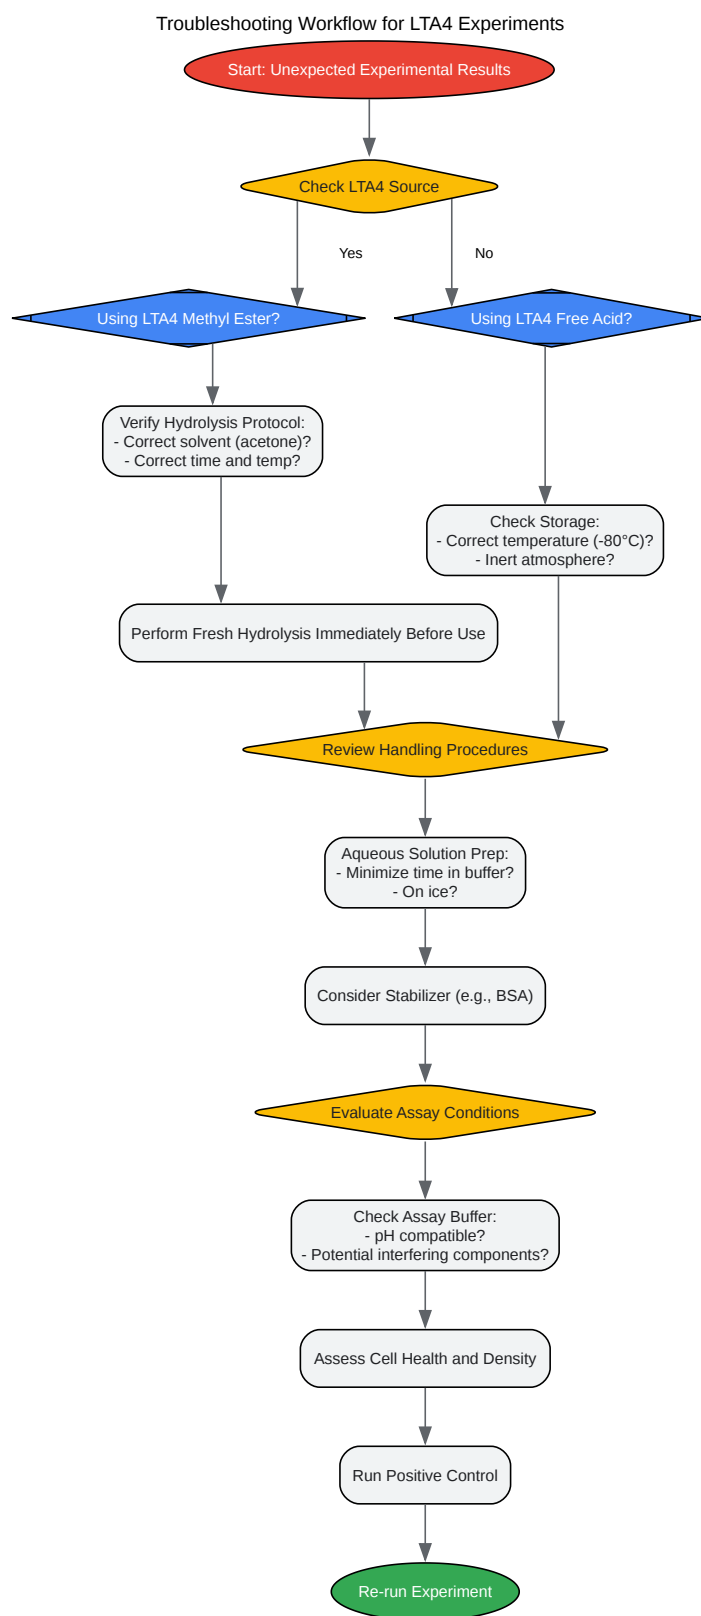 Troubleshooting Workflow for LTA4 Experiments
Start: Unexpected Experimental Results
Check LTA4 Source
Yes
No
Using LTA4 Methyl Ester?
Using LTA4 Free Acid?
Verify Hydrolysis Protocol:
- Correct solvent (acetone)?
- Correct time and temp?
Check Storage:
- Correct temperature (-80°C)?
- Inert atmosphere?
Perform Fresh Hydrolysis Immediately Before Use
Review Handling Procedures
Aqueous Solution Prep:
- Minimize time in buffer?
- On ice?
Consider Stabilizer (e.g., BSA)
Evaluate Assay Conditions
Check Assay Buffer:
- pH compatible?
- Potential interfering components?
Assess Cell Health and Density
Run Positive Control
Re-run Experiment